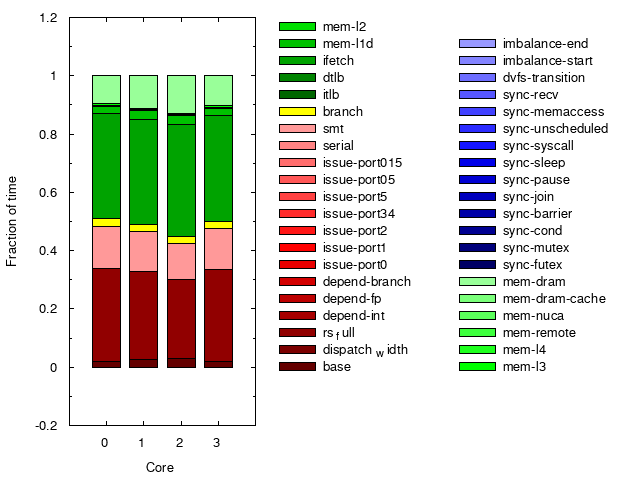 1.2
1
0.8
0.6
0.4
0.2
0
-0.2
Fraction of time
0 1 2 3
Core
mem-l2
mem-l1d
ifetch
dtlb
itlb
branch
smt
serial
issue-port015
issue-port05
issue-port5
issue-port34
issue-port2
issue-port1
issue-port0
depend-branch
depend-fp
depend-int
rsfull
dispatchwidth
base
imbalance-end
imbalance-start
dvfs-transition
sync-recv
sync-memaccess
sync-unscheduled
sync-syscall
sync-sleep
sync-pause
sync-join
sync-barrier
sync-cond
sync-mutex
sync-futex
mem-dram
mem-dram-cache
mem-nuca
mem-remote
mem-l4
mem-l3